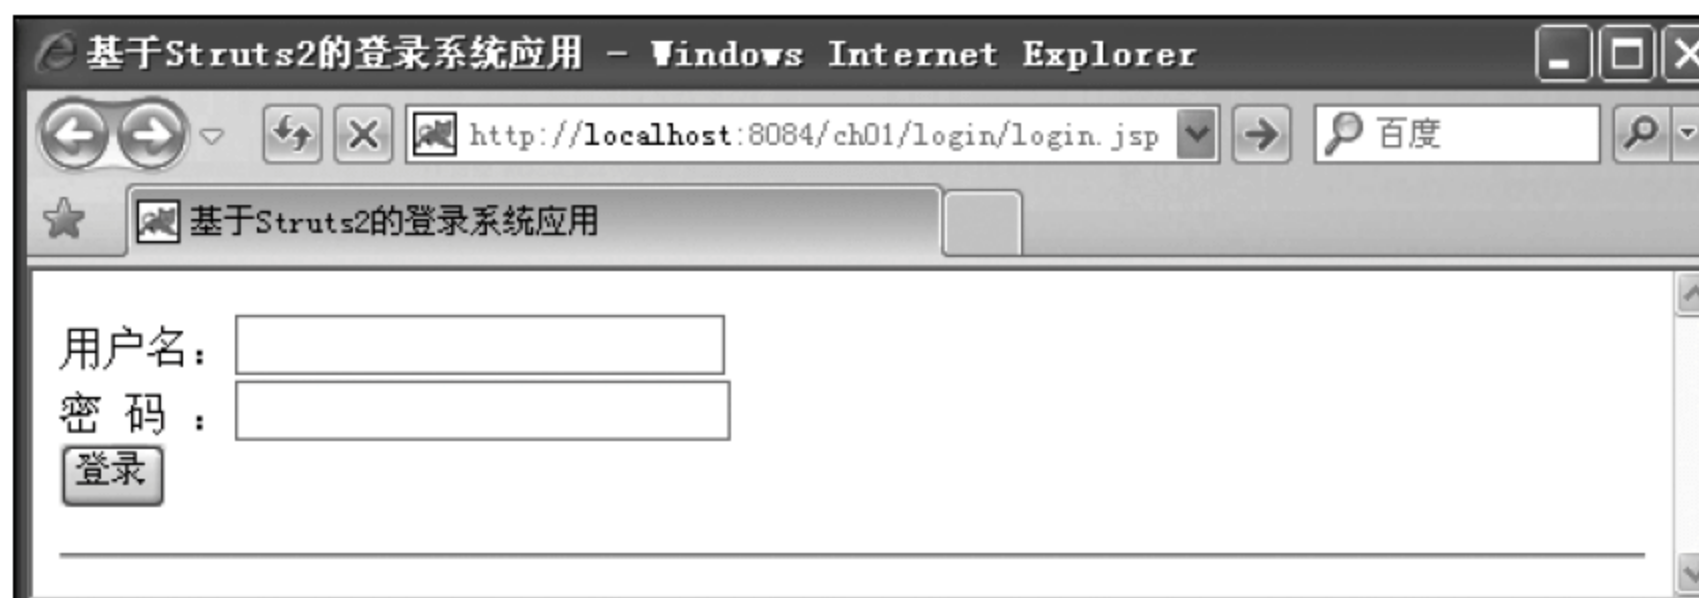 基于Struts2的登录系统应用 - Windows Internet Explorer
http://localhost:8084/ch01/login/login.jsp 百度
基于Struts2的登录系统应用
用户名：
密 码 ：
登录